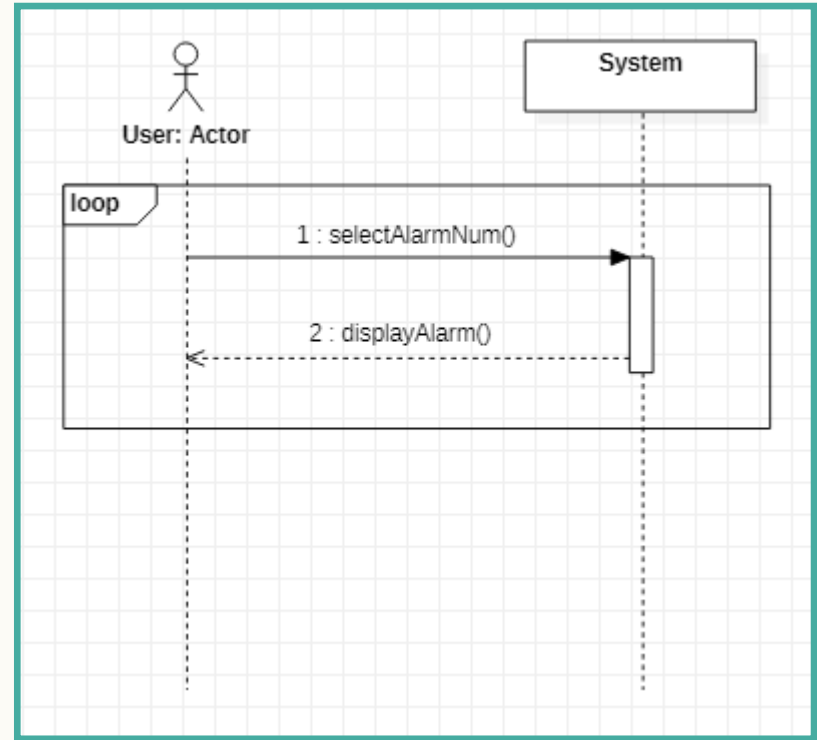 System
User: Actor
loop
1 : selectAlarmNum()
2 : displayAlarm()